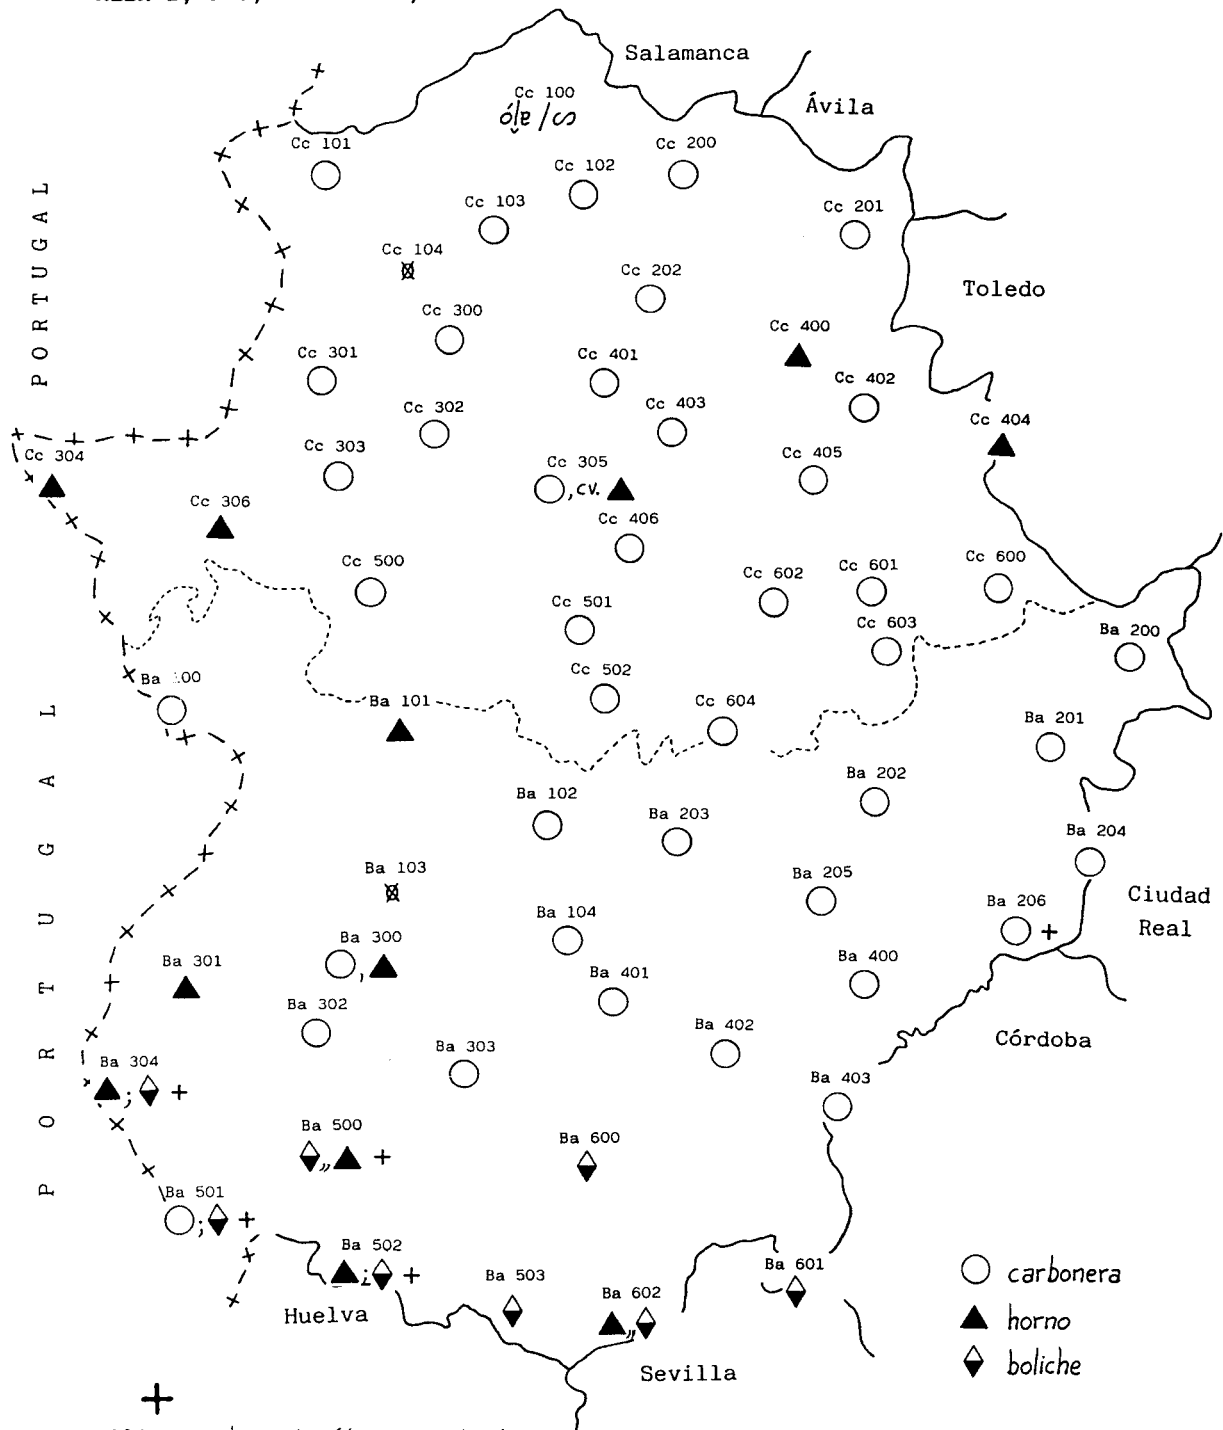 Salamanca
Ávila
Cc 100
Cc 101
Cc 200
Cc 102
Cc 103
Cc 201
Cc 104
Cc 202
Toledo
Cc 300
Cc 400
Cc 301
Cc 401
Cc 402
PORTUGAL
Cc 302
Cc 403
Cc 404
Cc 303
Cc 305
Cc 405
Cc 304
, cv.
Cc 306
Cc 406
Cc 500
Cc 602
Cc 601
Cc 600
Cc 501
Cc 603
Ba 200
Cc 502
Ba 100
Ba 101
Cc 604
Ba 201
Ba 202
Ba 102
Ba 203
Ba 204
Ba 103
Ba 205
Ciudad
Real
Ba 104
Ba 206
+
Ba 300
,
Ba 301
Ba 401
Ba 400
PORTUGAL
Ba 302
Ba 303
Ba 402
Córdoba
Ba 304
; +
Ba 403
Ba 500
,, +
Ba 600
Ba 501
; +
Ba 502
; +
Ba 503
Ba 602
,,
Ba 601
Huelva
Sevilla
carbonera
horno
boliche
+